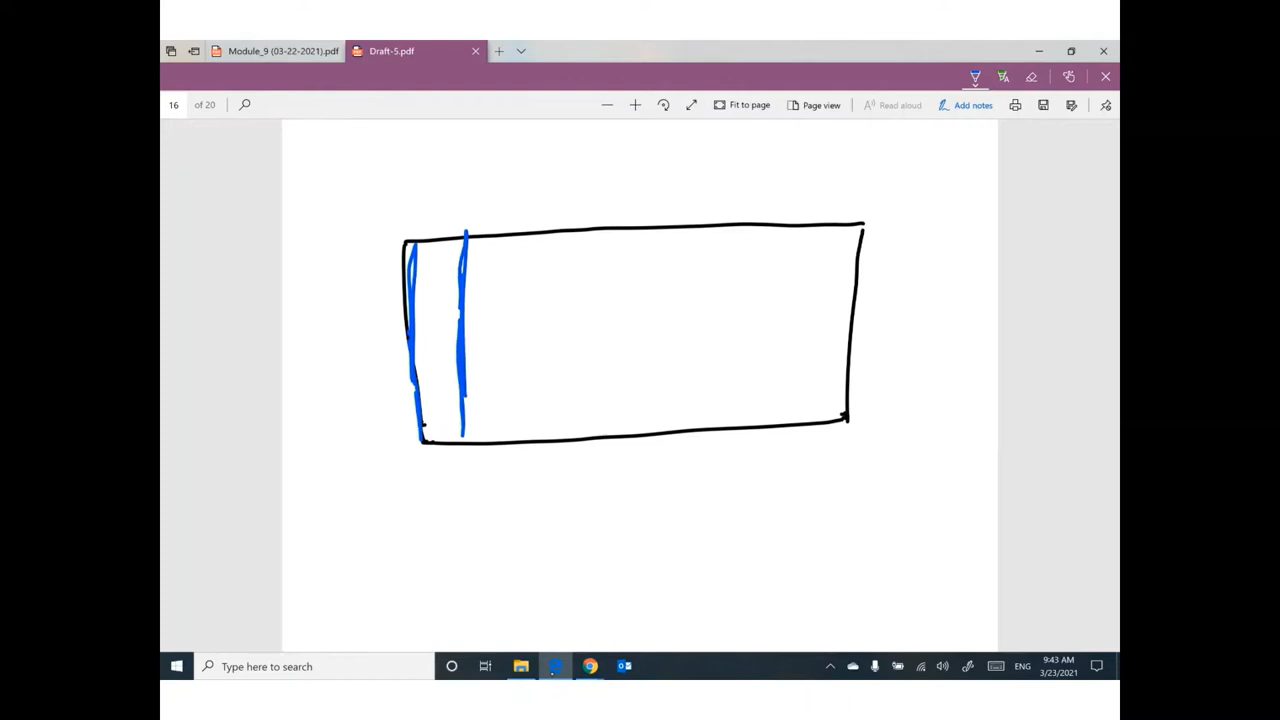 Module_9 (03-22-2021).pdf Draft-5.pdf
16 of 20 Fit to page Page view Read aloud Add notes
Type here to search ENG 9:43 AM
3/23/2021